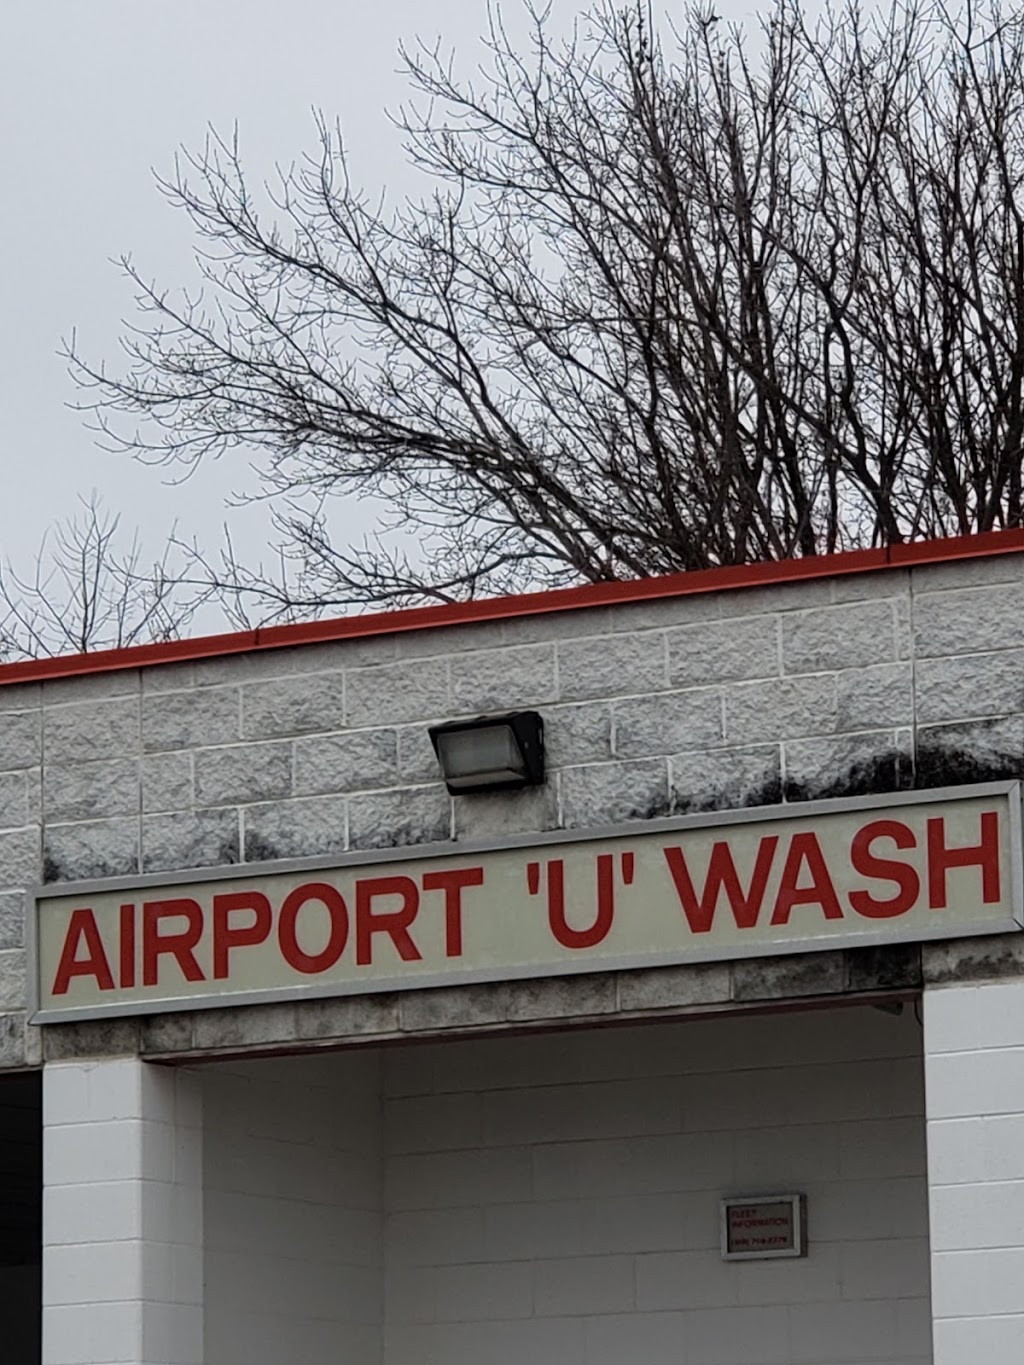 AIRPORT 'U' WASH
FLEET
INFORMATION